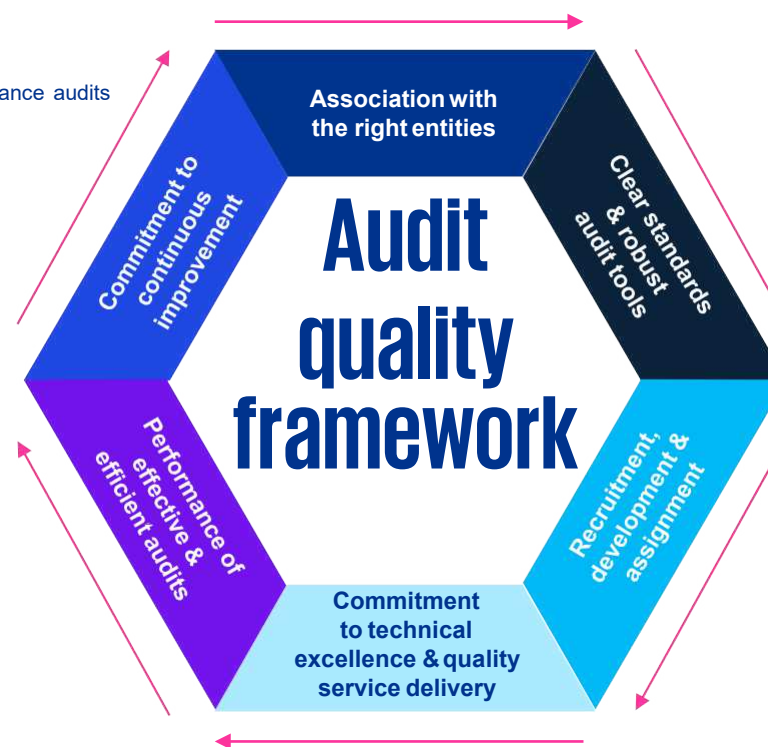 ance audits
Association with
the right entities
Clear standards
& robust
audit tools
Recruitment,
development &
assignment
Commitment
to technical
excellence & quality
service delivery
Performance of
effective &
efficient audits
Commitment to
continuous
improvement
Audit
quality
framework